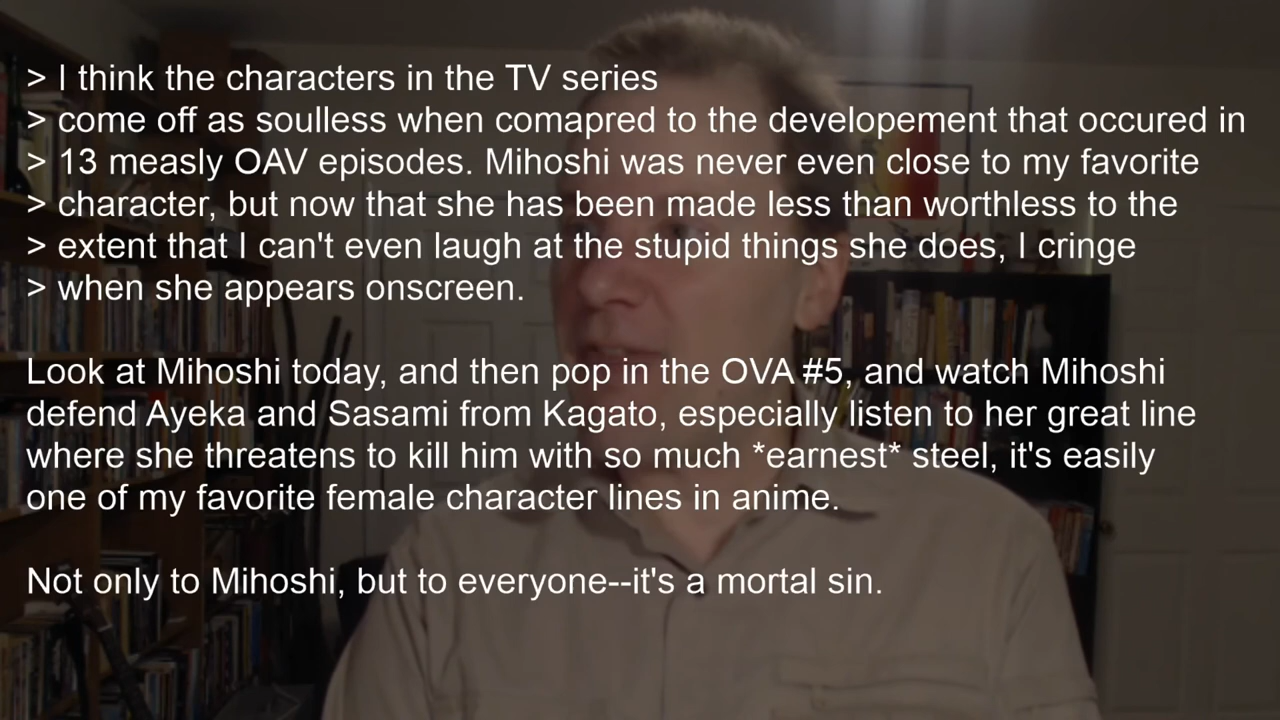 > I think the characters in the TV series
> come off as soulless when comapred to the developement that occured in
> 13 measly OAV episodes. Mihoshi was never even close to my favorite
> character, but now that she has been made less than worthless to the
> extent that I can't even laugh at the stupid things she does, I cringe
> when she appears onscreen.
Look at Mihoshi today, and then pop in the OVA #5, and watch Mihoshi
defend Ayeka and Sasami from Kagato, especially listen to her great line
where she threatens to kill him with so much *earnest* steel, it's easily
one of my favorite female character lines in anime.
Not only to Mihoshi, but to everyone--it's a mortal sin.